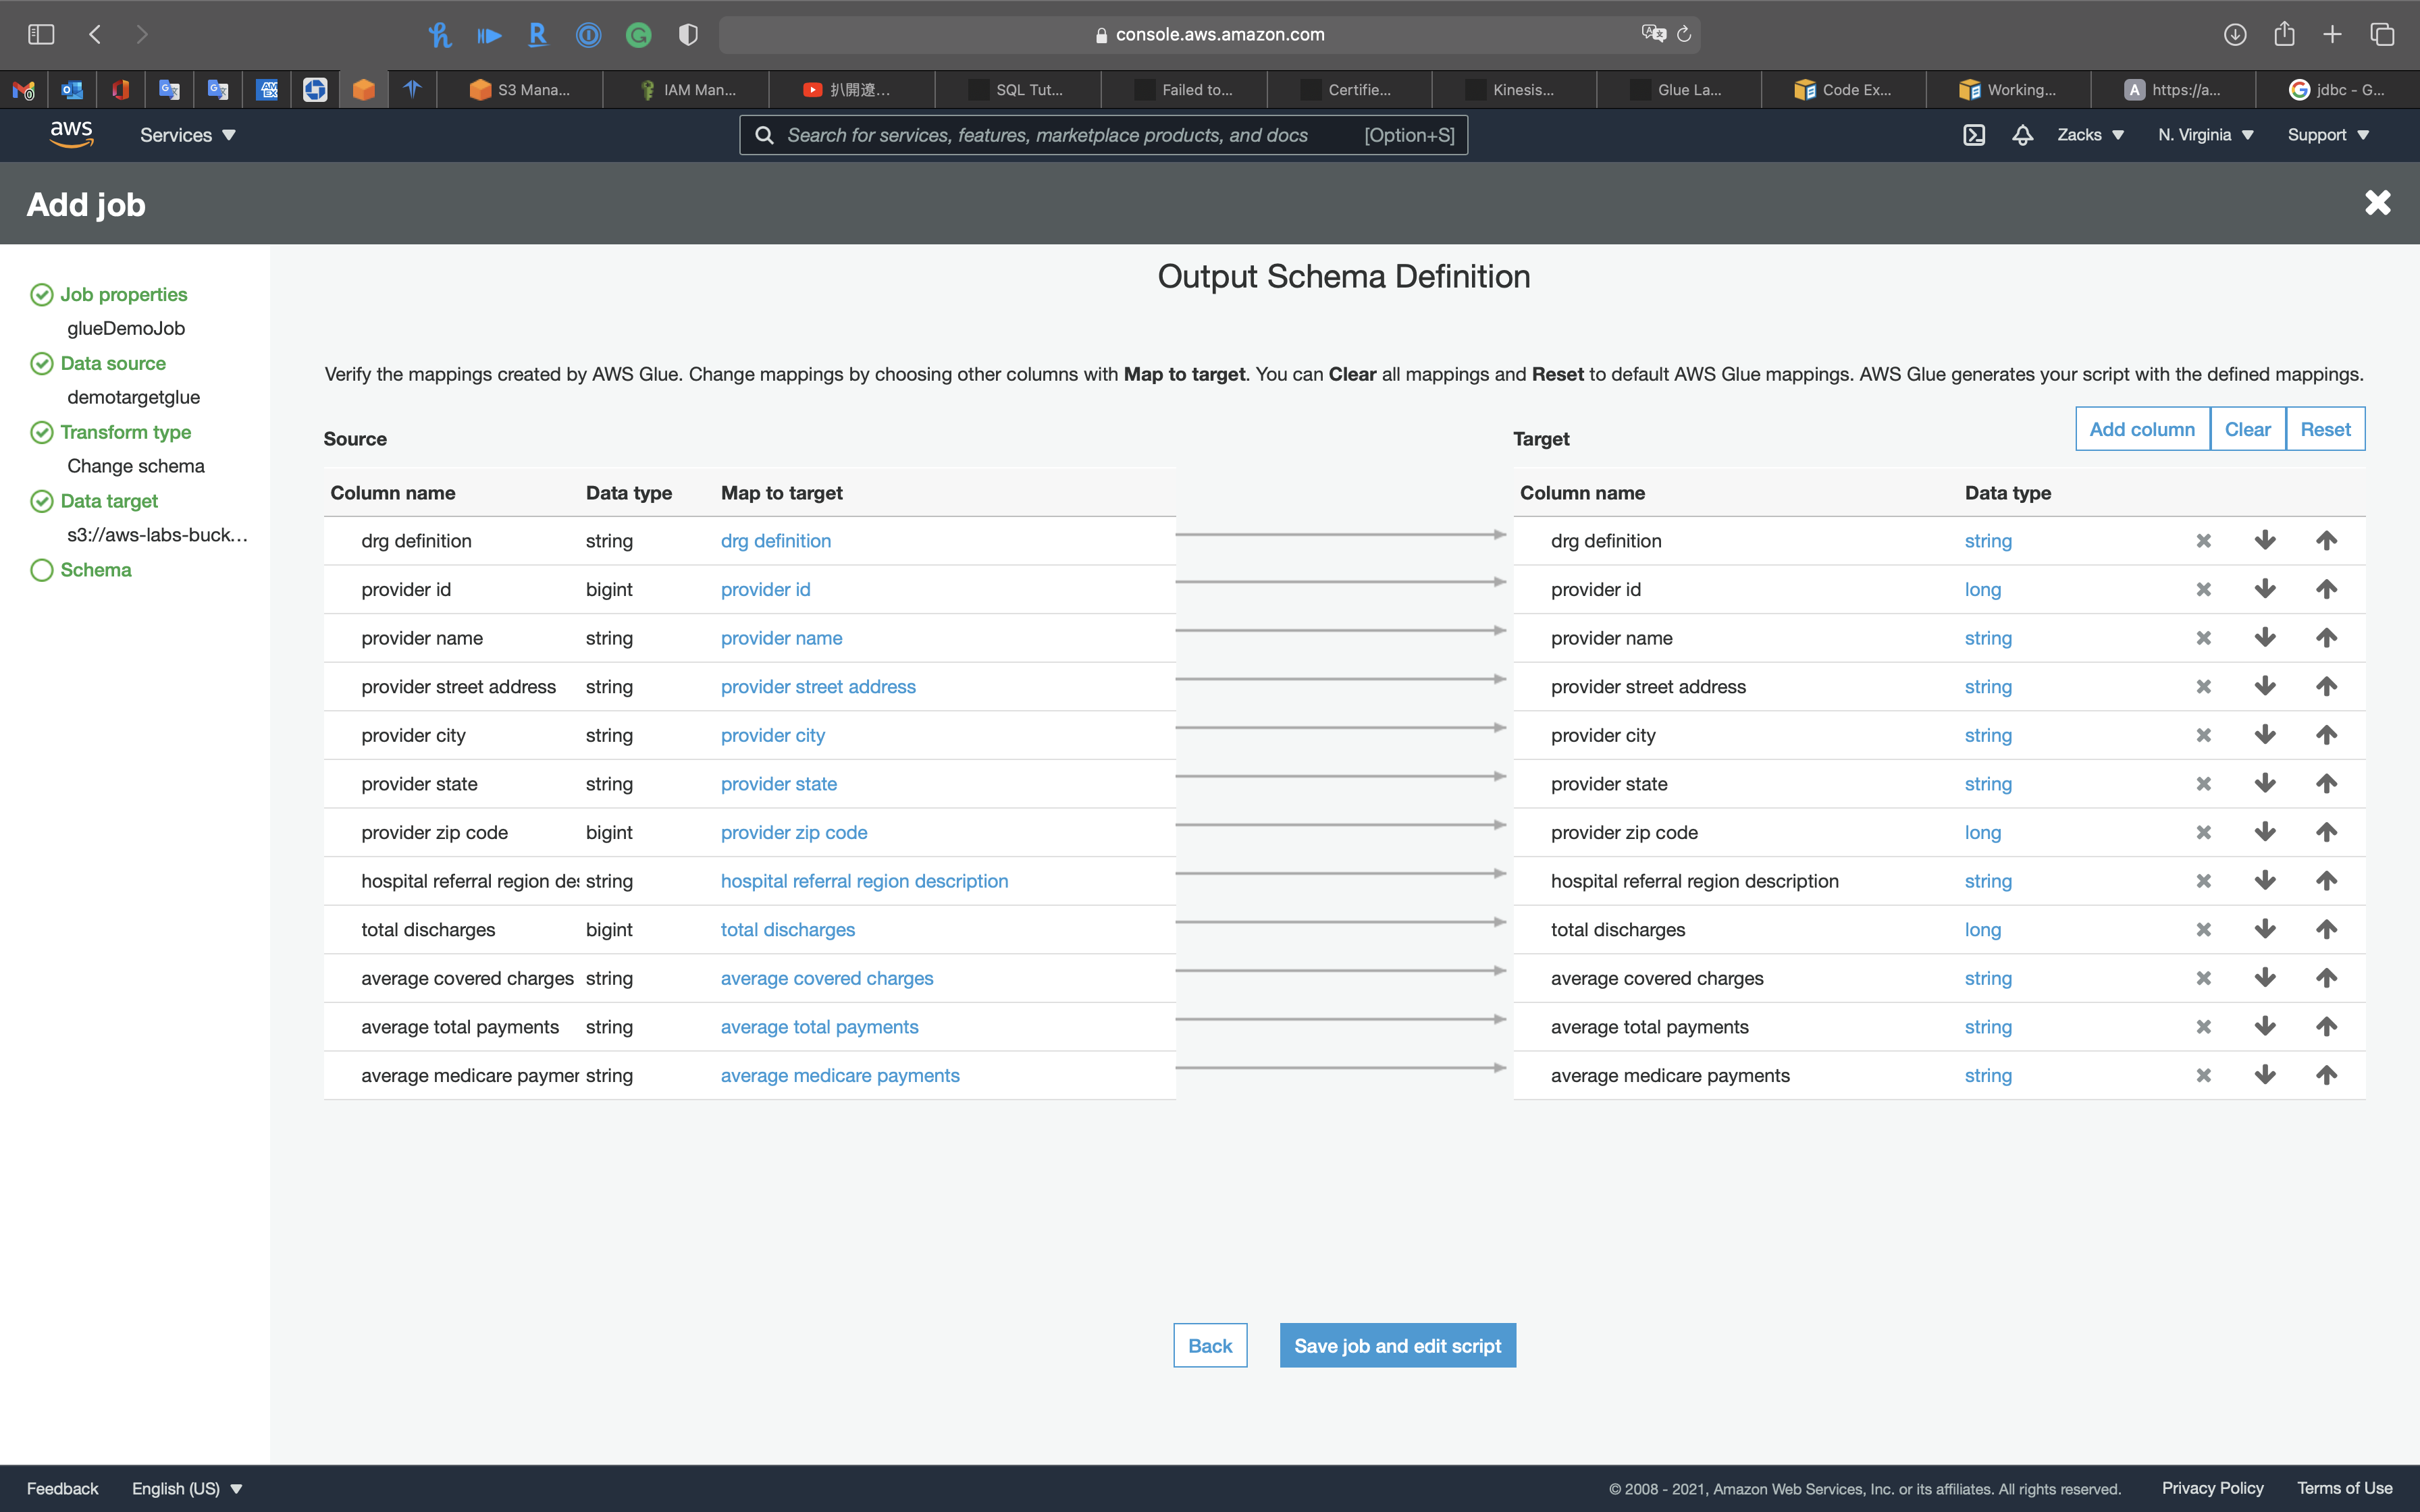 console.aws.amazon.com
S3 Mana...
IAM Man...
扒開遼...
SQL Tut...
Failed to...
Certifie...
Kinesis...
Glue La...
Code Ex...
Working...
https://a...
jdbc - G...
aws
Services
Search for services, features, marketplace products, and docs [Option+S]
Zacks
N. Virginia
Support
Add job
Job properties
glueDemoJob
Data source
demotargetglue
Transform type
Change schema
Data target
s3://aws-labs-buck...
Schema
Output Schema Definition
Verify the mappings created by AWS Glue. Change mappings by choosing other columns with Map to target. You can Clear all mappings and Reset to default AWS Glue mappings. AWS Glue generates your script with the defined mappings.
Source
Target
Add column Clear Reset
Column name Data type Map to target Column name Data type
drg definition string drg definition drg definition string
provider id bigint provider id provider id long
provider name string provider name provider name string
provider street address string provider street address provider street address string
provider city string provider city provider city string
provider state string provider state provider state string
provider zip code bigint provider zip code provider zip code long
hospital referral region des string hospital referral region description hospital referral region description string
total discharges bigint total discharges total discharges long
average covered charges string average covered charges average covered charges string
average total payments string average total payments average total payments string
average medicare paymer string average medicare payments average medicare payments string
Back Save job and edit script
Feedback English (US) © 2008 - 2021, Amazon Web Services, Inc. or its affiliates. All rights reserved. Privacy Policy Terms of Use